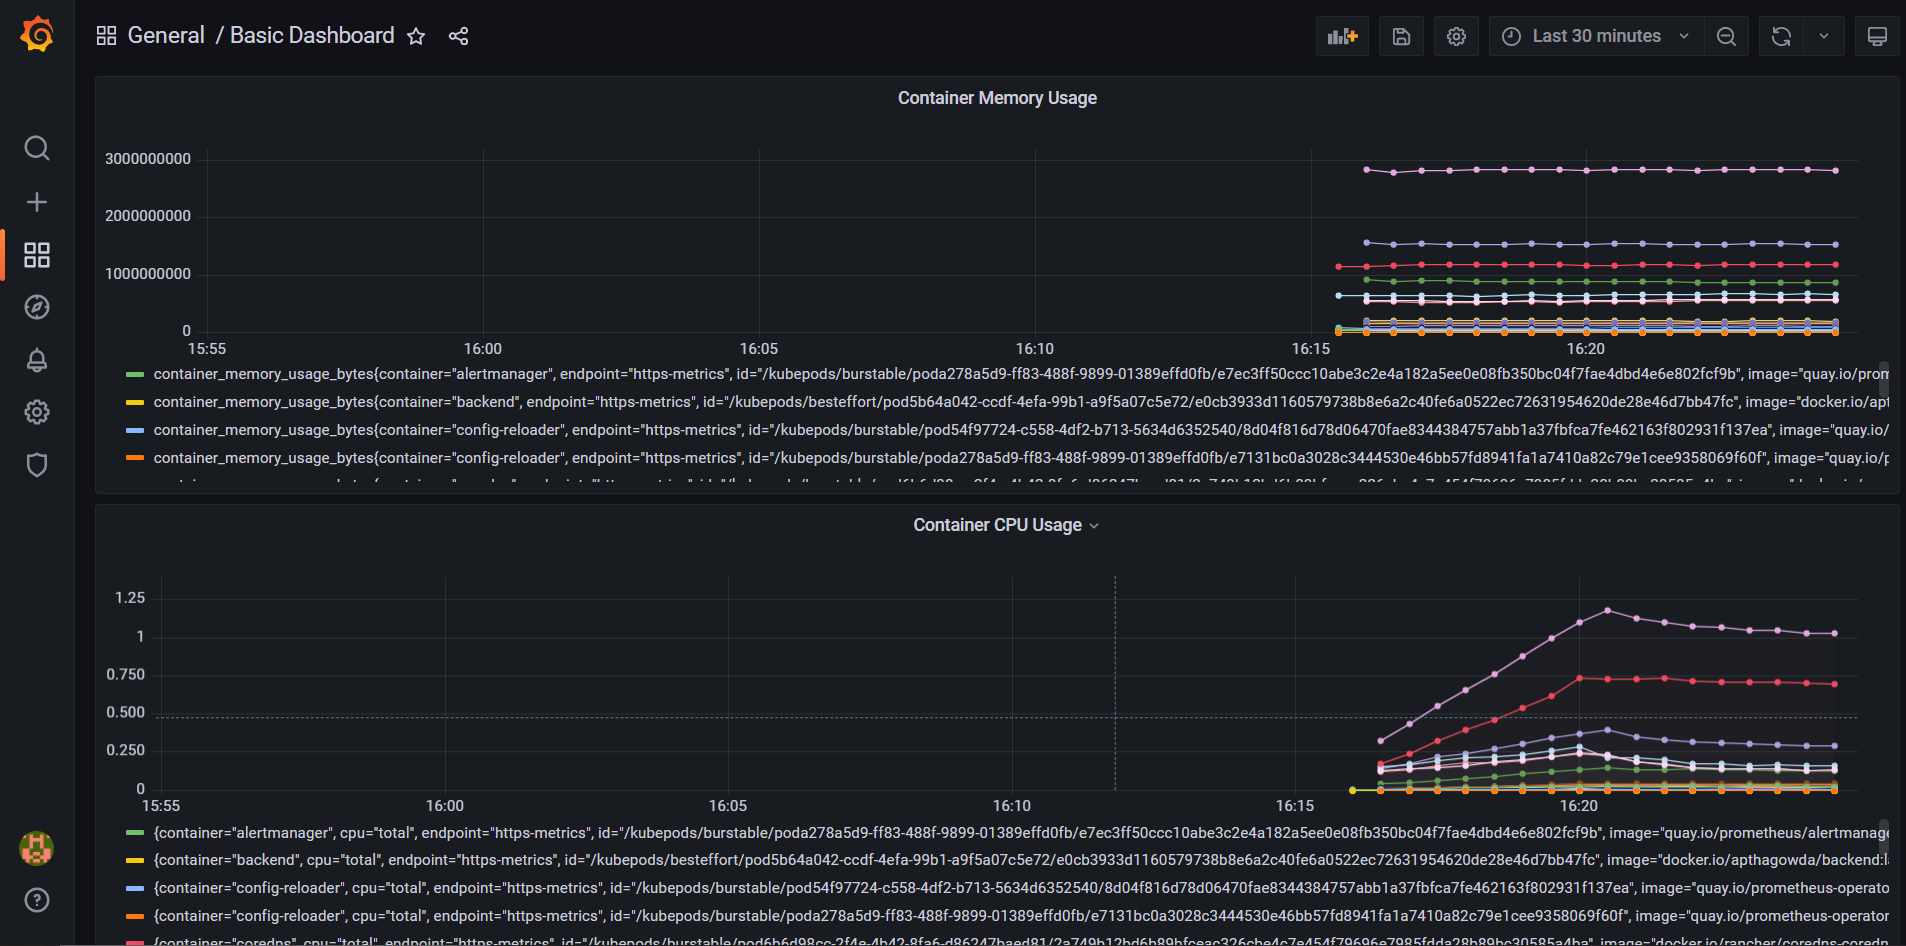 General / Basic Dashboard
Last 30 minutes
Container Memory Usage
3000000000
2000000000
1000000000
0
15:55 16:00 16:05 16:10 16:15 16:20
container_memory_usage_bytes{container="alertmanager", endpoint="https-metrics", id="/kubepods/burstable/poda278a5d9-ff83-488f-9899-01389effd0fb/e7ec3ff50ccc10abe3c2e4a182a5ee0e08fb350bc04f7fae4dbd4e6e802fcf9b", image="quay.io/prom
container_memory_usage_bytes{container="backend", endpoint="https-metrics", id="/kubepods/besteffort/pod5b64a042-ccdf-4efa-99b1-a9f5a07c5e72/e0cb3933d1160579738b8e6a2c40fe6a0522ec72631954620de28e46d7bb47fc", image="docker.io/apt
container_memory_usage_bytes{container="config-reloader", endpoint="https-metrics", id="/kubepods/burstable/pod54f97724-c558-4df2-b713-5634d6352540/8d04f816d78d06470fae8344384757abb1a37fbfca7fe462163f802931f137ea", image="quay.io/
container_memory_usage_bytes{container="config-reloader", endpoint="https-metrics", id="/kubepods/burstable/poda278a5d9-ff83-488f-9899-01389effd0fb/e7131bc0a3028c3444530e46bb57fd8941fa1a7410a82c79e1cee9358069f60f", image="quay.io/p
Container CPU Usage
1.25
1
0.750
0.500
0.250
0
15:55 16:00 16:05 16:10 16:15 16:20
{container="alertmanager", cpu="total", endpoint="https-metrics", id="/kubepods/burstable/poda278a5d9-ff83-488f-9899-01389effd0fb/e7ec3ff50ccc10abe3c2e4a182a5ee0e08fb350bc04f7fae4dbd4e6e802fcf9b", image="quay.io/prometheus/alertmanage
{container="backend", cpu="total", endpoint="https-metrics", id="/kubepods/besteffort/pod5b64a042-ccdf-4efa-99b1-a9f5a07c5e72/e0cb3933d1160579738b8e6a2c40fe6a0522ec72631954620de28e46d7bb47fc", image="docker.io/apthagowda/backend:l
{container="config-reloader", cpu="total", endpoint="https-metrics", id="/kubepods/burstable/pod54f97724-c558-4df2-b713-5634d6352540/8d04f816d78d06470fae8344384757abb1a37fbfca7fe462163f802931f137ea", image="quay.io/prometheus-operato
{container="config-reloader", cpu="total", endpoint="https-metrics", id="/kubepods/burstable/poda278a5d9-ff83-488f-9899-01389effd0fb/e7131bc0a3028c3444530e46bb57fd8941fa1a7410a82c79e1cee9358069f60f", image="quay.io/prometheus-operator
{container="coredns", cpu="total", endpoint="https-metrics",